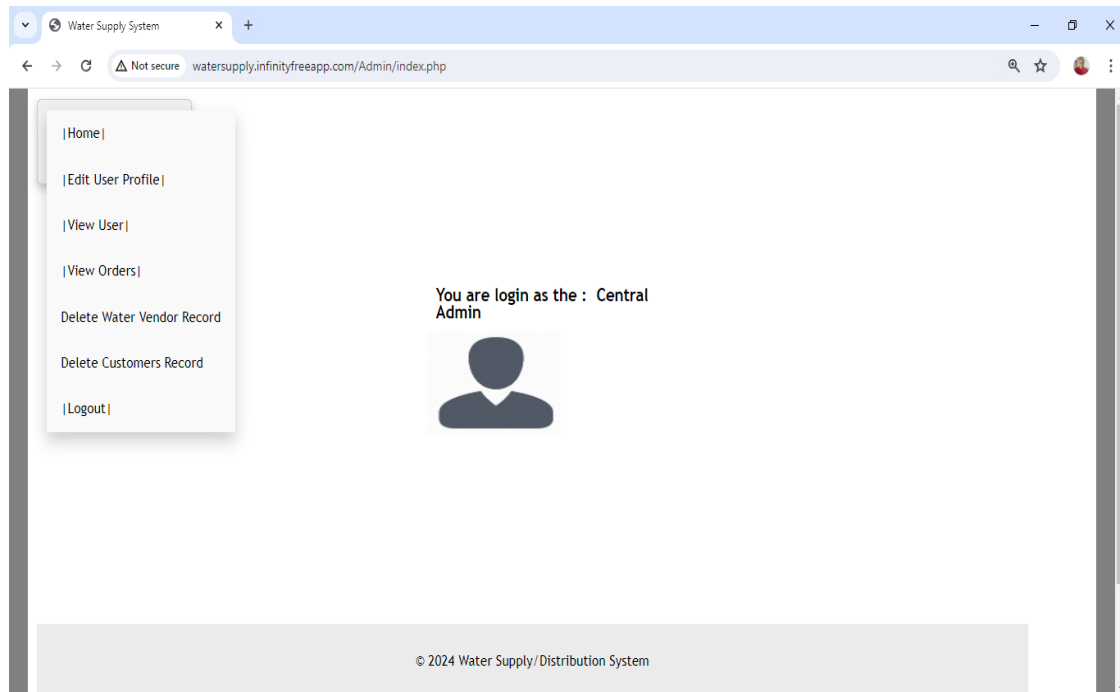 Water Supply System
Not secure watersupply.infinityfreeapp.com/Admin/index.php
|Home|
|Edit User Profile|
|View User|
|View Orders|
Delete Water Vendor Record
Delete Customers Record
|Logout|
You are login as the : Central
Admin
© 2024 Water Supply/Distribution System